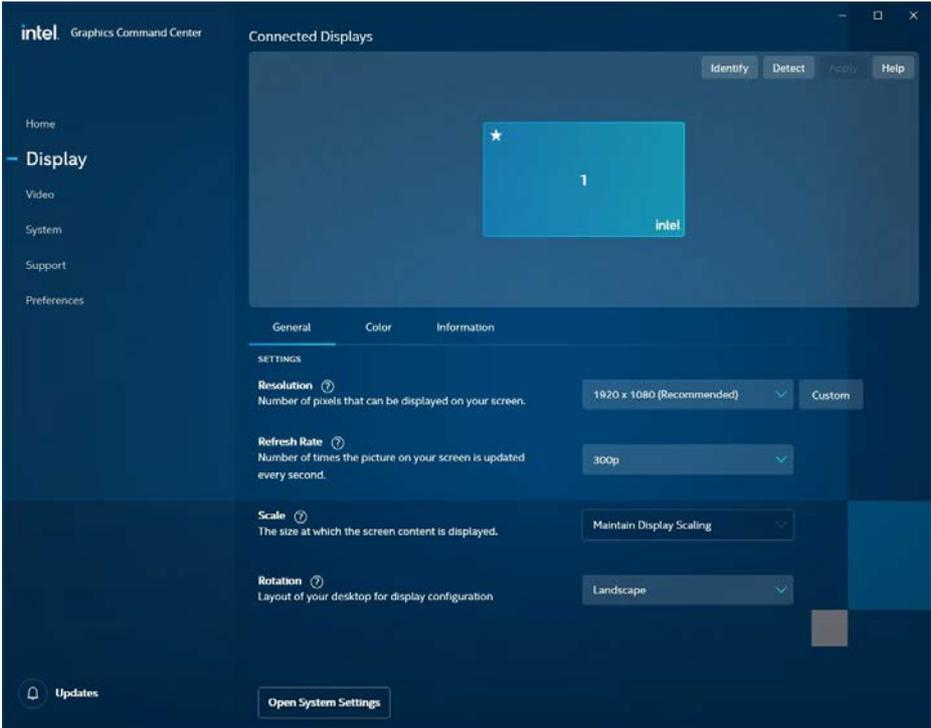 intel. Graphics Command Center
Connected Displays
Identify Detect Apply Help
1
intel
Home
Display
Video
System
Support
Preferences
General Color Information
SETTINGS
Resolution ?
Number of pixels that can be displayed on your screen.
1920 x 1080 (Recommended)
Custom
Refresh Rate ?
Number of times the picture on your screen is updated
every second.
300p
Scale ?
The size at which the screen content is displayed.
Maintain Display Scaling
Rotation ?
Layout of your desktop for display configuration
Landscape
Updates
Open System Settings